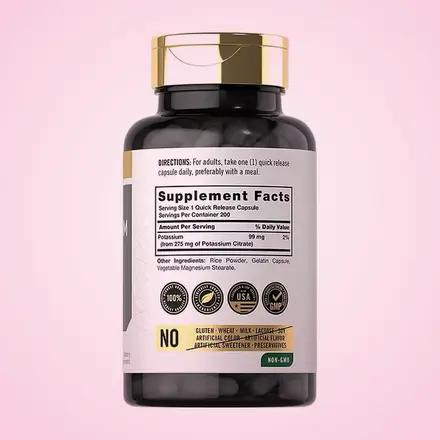 DIRECTIONS: For adults, take one (1) quick release
capsule daily, preferably with a meal.
Supplement Facts
Serving Size 1 Quick Release Capsule
Servings Per Container 200
Amount Per Serving % Daily Value
Potassium 99 mg 2%
(from 275 mg of Potassium Citrate)
Other Ingredients: Rice Powder, Gelatin Capsule,
Vegetable Magnesium Stearate.
M
100%
USA
GMP
NO
GLUTEN · WHEAT · MILK · LACTOSE · SOY
ARTIFICIAL COLOR · ARTIFICIAL FLAVOR
ARTIFICIAL SWEETENER · PRESERVATIVES
NON-GMO